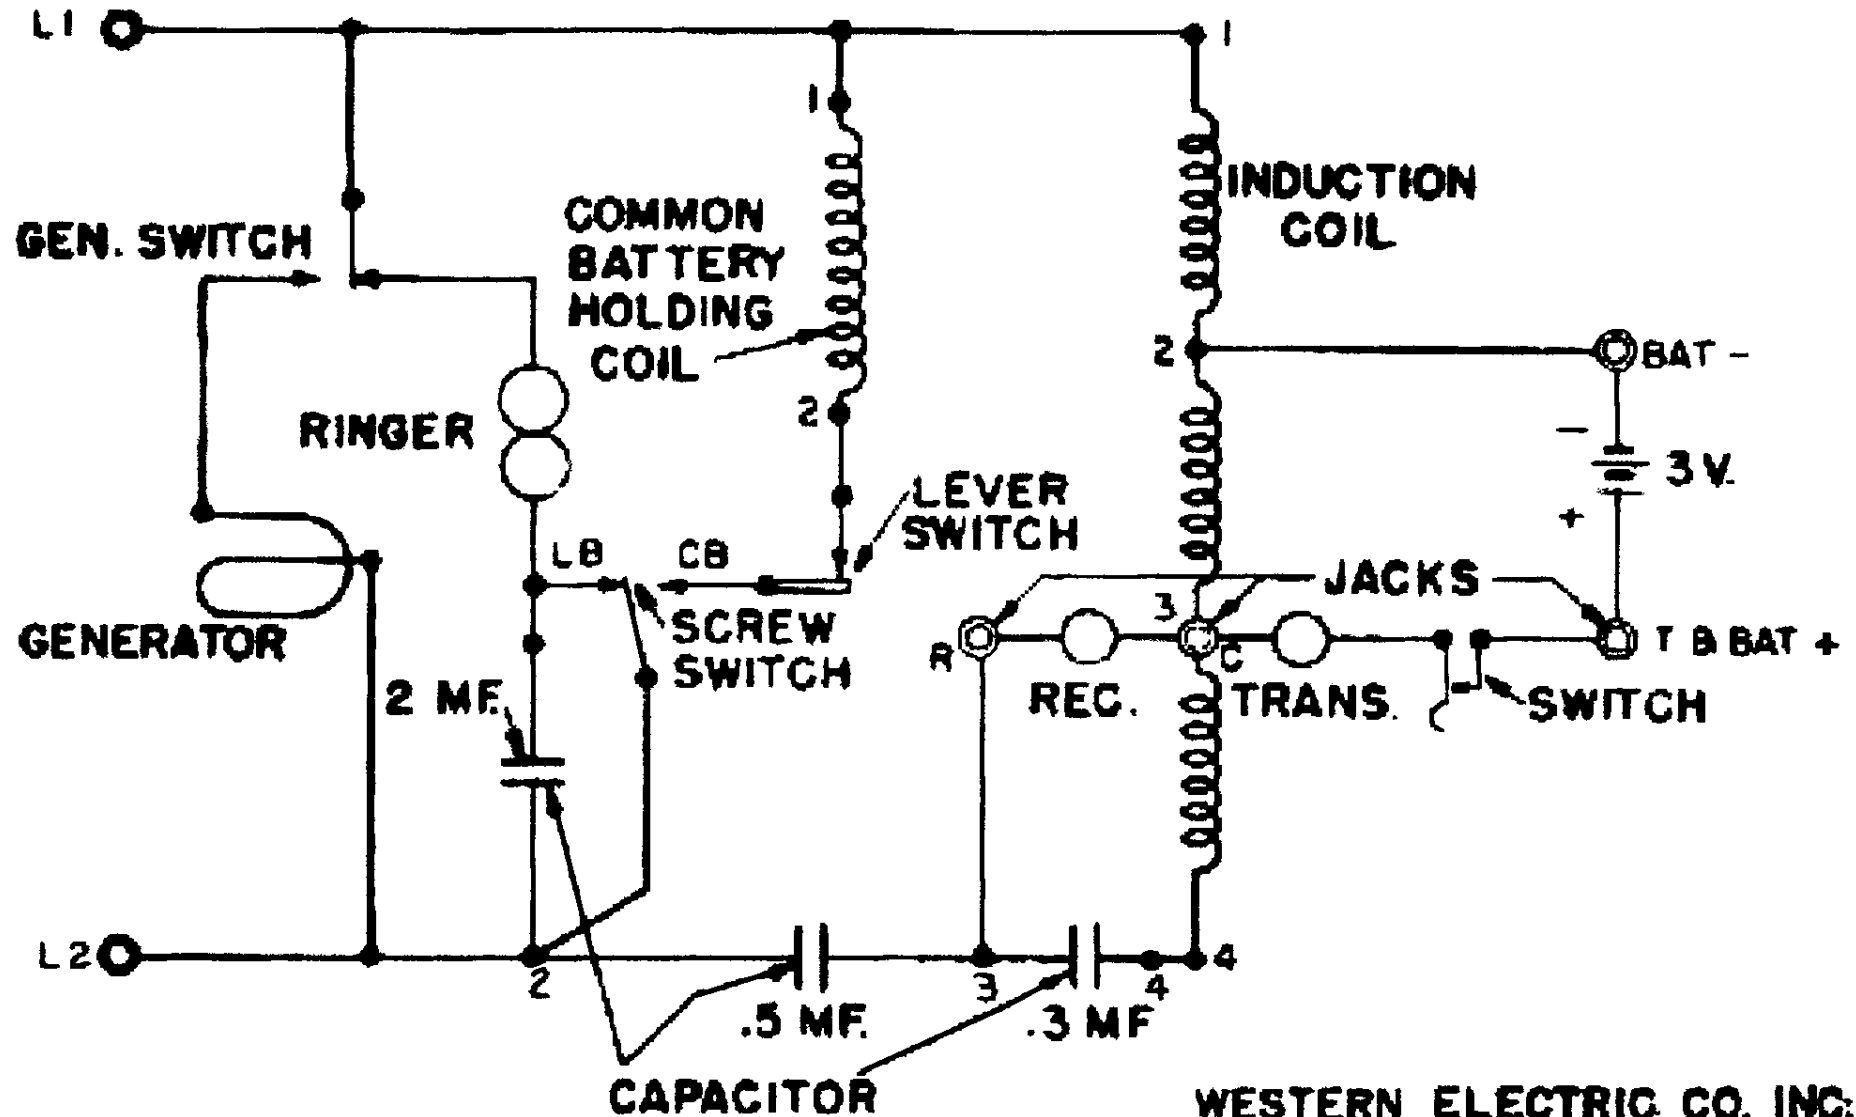 L1
1
1
INDUCTION
COIL
COMMON
BATTERY
HOLDING
COIL
GEN. SWITCH
2
BAT -
2
-
3 V.
+
RINGER
LEVER
SWITCH
LB
CB
JACKS
3
SCREW
SWITCH
GENERATOR
R
C
T B BAT +
2 MF.
REC.
TRANS.
SWITCH
L2
2
3
4
4
.5 MF.
.3 MF
CAPACITOR
WESTERN ELECTRIC CO. INC.